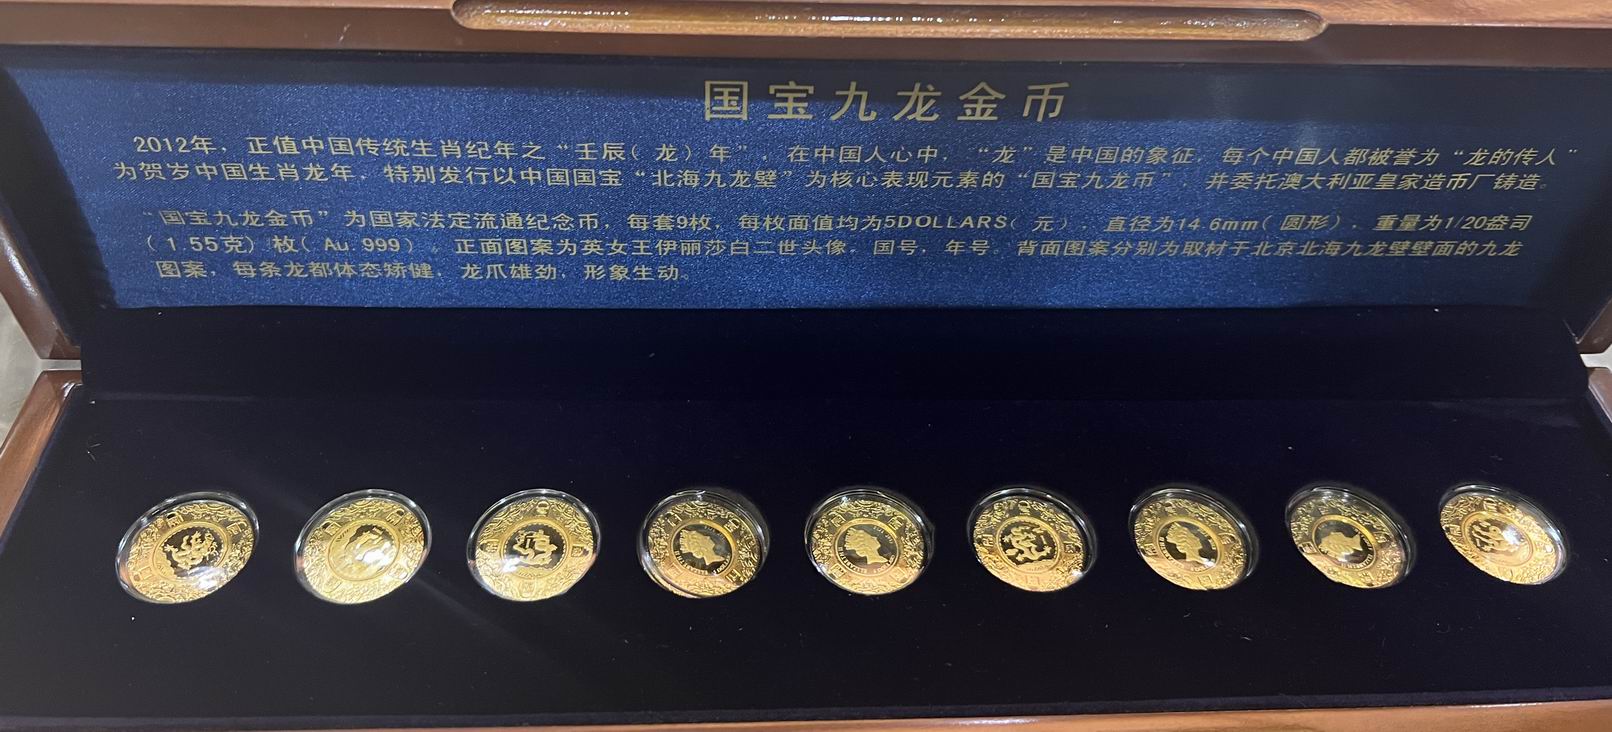 国宝九龙金币
2012年，正值中国传统生肖纪年之“壬辰（龙）年”，在中国人心中，“龙”是中国的象征，每个中国人都被誉为“龙的传人”
为贺岁中国生肖龙年，特别发行以中国国宝“北海九龙壁”为核心表现元素的“国宝九龙币”，并委托澳大利亚皇家造币厂铸造。
“国宝九龙金币”为国家法定流通纪念币，每套9枚，每枚面值均为5DOLLARS（元），直径为14.6mm（圆形），重量为1/20盎司
（1.55克）枚（Au.999）。正面图案为英女王伊丽莎白二世头像，国号，年号。背面图案分别为取材于北京北海九龙壁壁面的九龙
图案，每条龙都体态矫健，龙爪雄劲，形象生动。